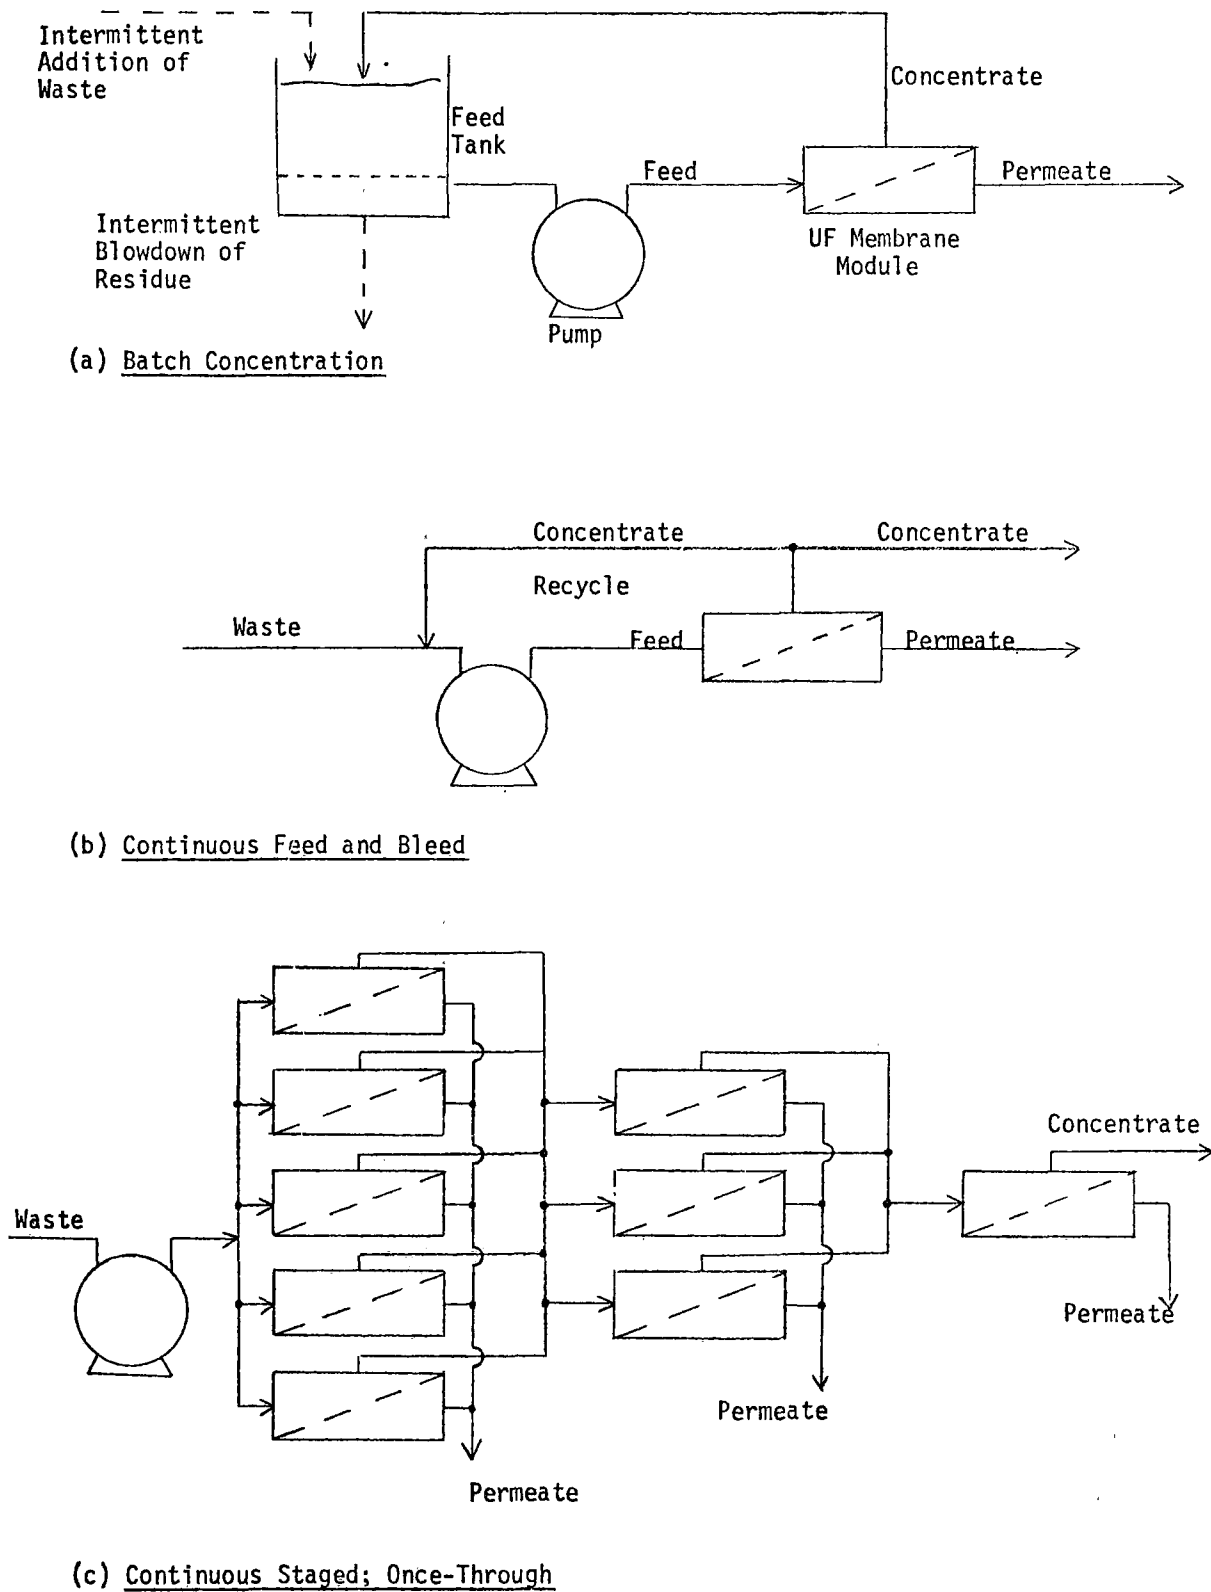 Intermittent
Addition of
Waste
Concentrate
Feed
Tank
Feed
Permeate
Intermittent
Blowdown of
Residue
UF Membrane
Module
Pump
(a) Batch Concentration
Concentrate
Concentrate
Recycle
Waste
Feed
Permeate
(b) Continuous Feed and Bleed
Concentrate
Waste
Permeate
Permeate
Permeate
(c) Continuous Staged; Once-Through